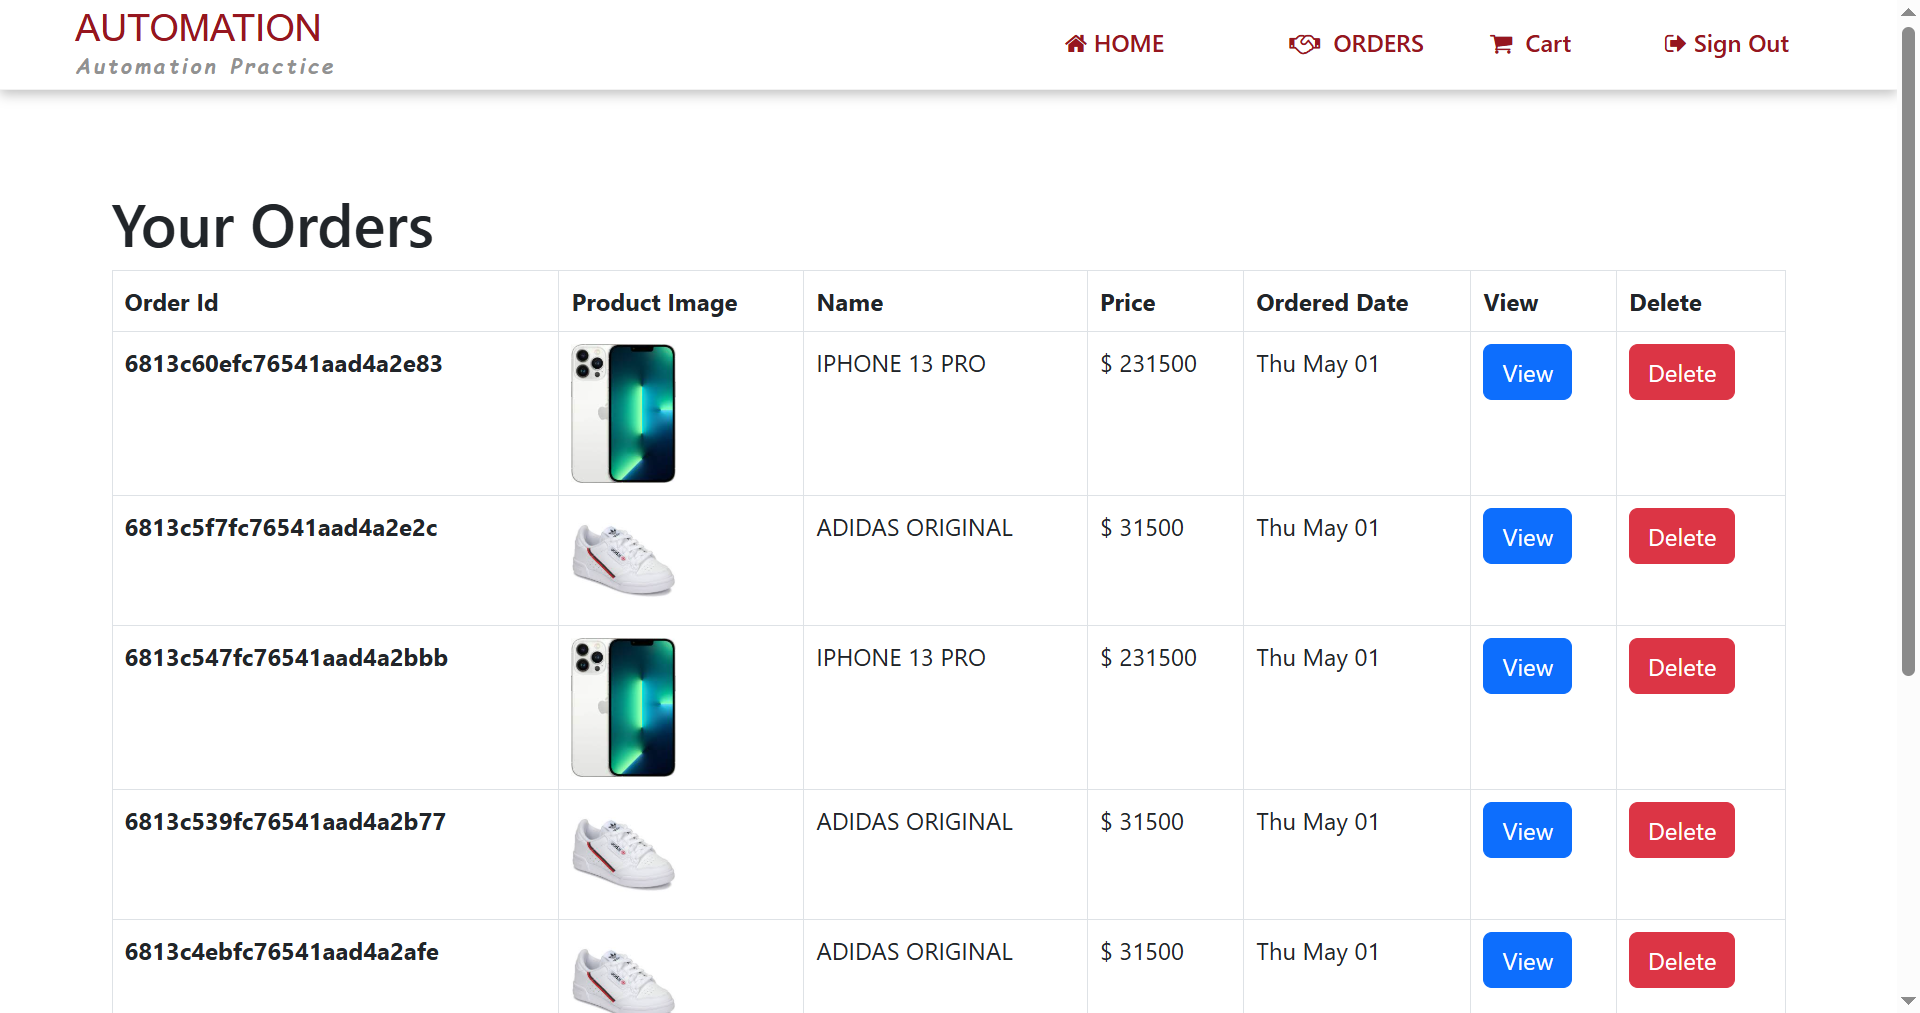 AUTOMATION
Automation Practice
HOME
ORDERS
Cart
Sign Out
Your Orders
Order Id Product Image Name Price Ordered Date View Delete
6813c60efc76541aad4a2e83 IPHONE 13 PRO $ 231500 Thu May 01 View Delete
6813c5f7fc76541aad4a2e2c ADIDAS ORIGINAL $ 31500 Thu May 01 View Delete
6813c547fc76541aad4a2bbb IPHONE 13 PRO $ 231500 Thu May 01 View Delete
6813c539fc76541aad4a2b77 ADIDAS ORIGINAL $ 31500 Thu May 01 View Delete
6813c4ebfc76541aad4a2afe ADIDAS ORIGINAL $ 31500 Thu May 01 View Delete